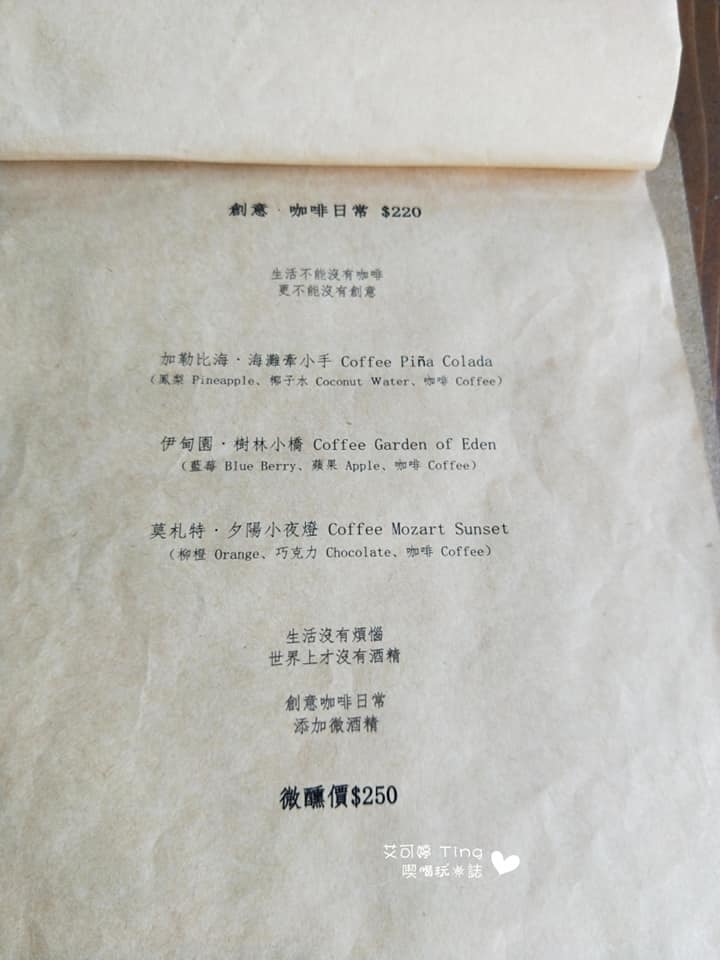 創意·咖啡日常 $220
生活不能沒有咖啡
更不能沒有創意
加勒比海·海灘牽小手 Coffee Piña Colada
（鳳梨 Pineapple、椰子水 Coconut Water、咖啡 Coffee）
伊甸園·樹林小橋 Coffee Garden of Eden
（藍莓 Blue Berry、蘋果 Apple、咖啡 Coffee）
莫札特·夕陽小夜燈 Coffee Mozart Sunset
（柳橙 Orange、巧克力 Chocolate、咖啡 Coffee）
生活沒有煩惱
世界上才沒有酒精
創意咖啡日常
添加微酒精
微醺價$250
艾可婷 Ting
喫喝玩*誌